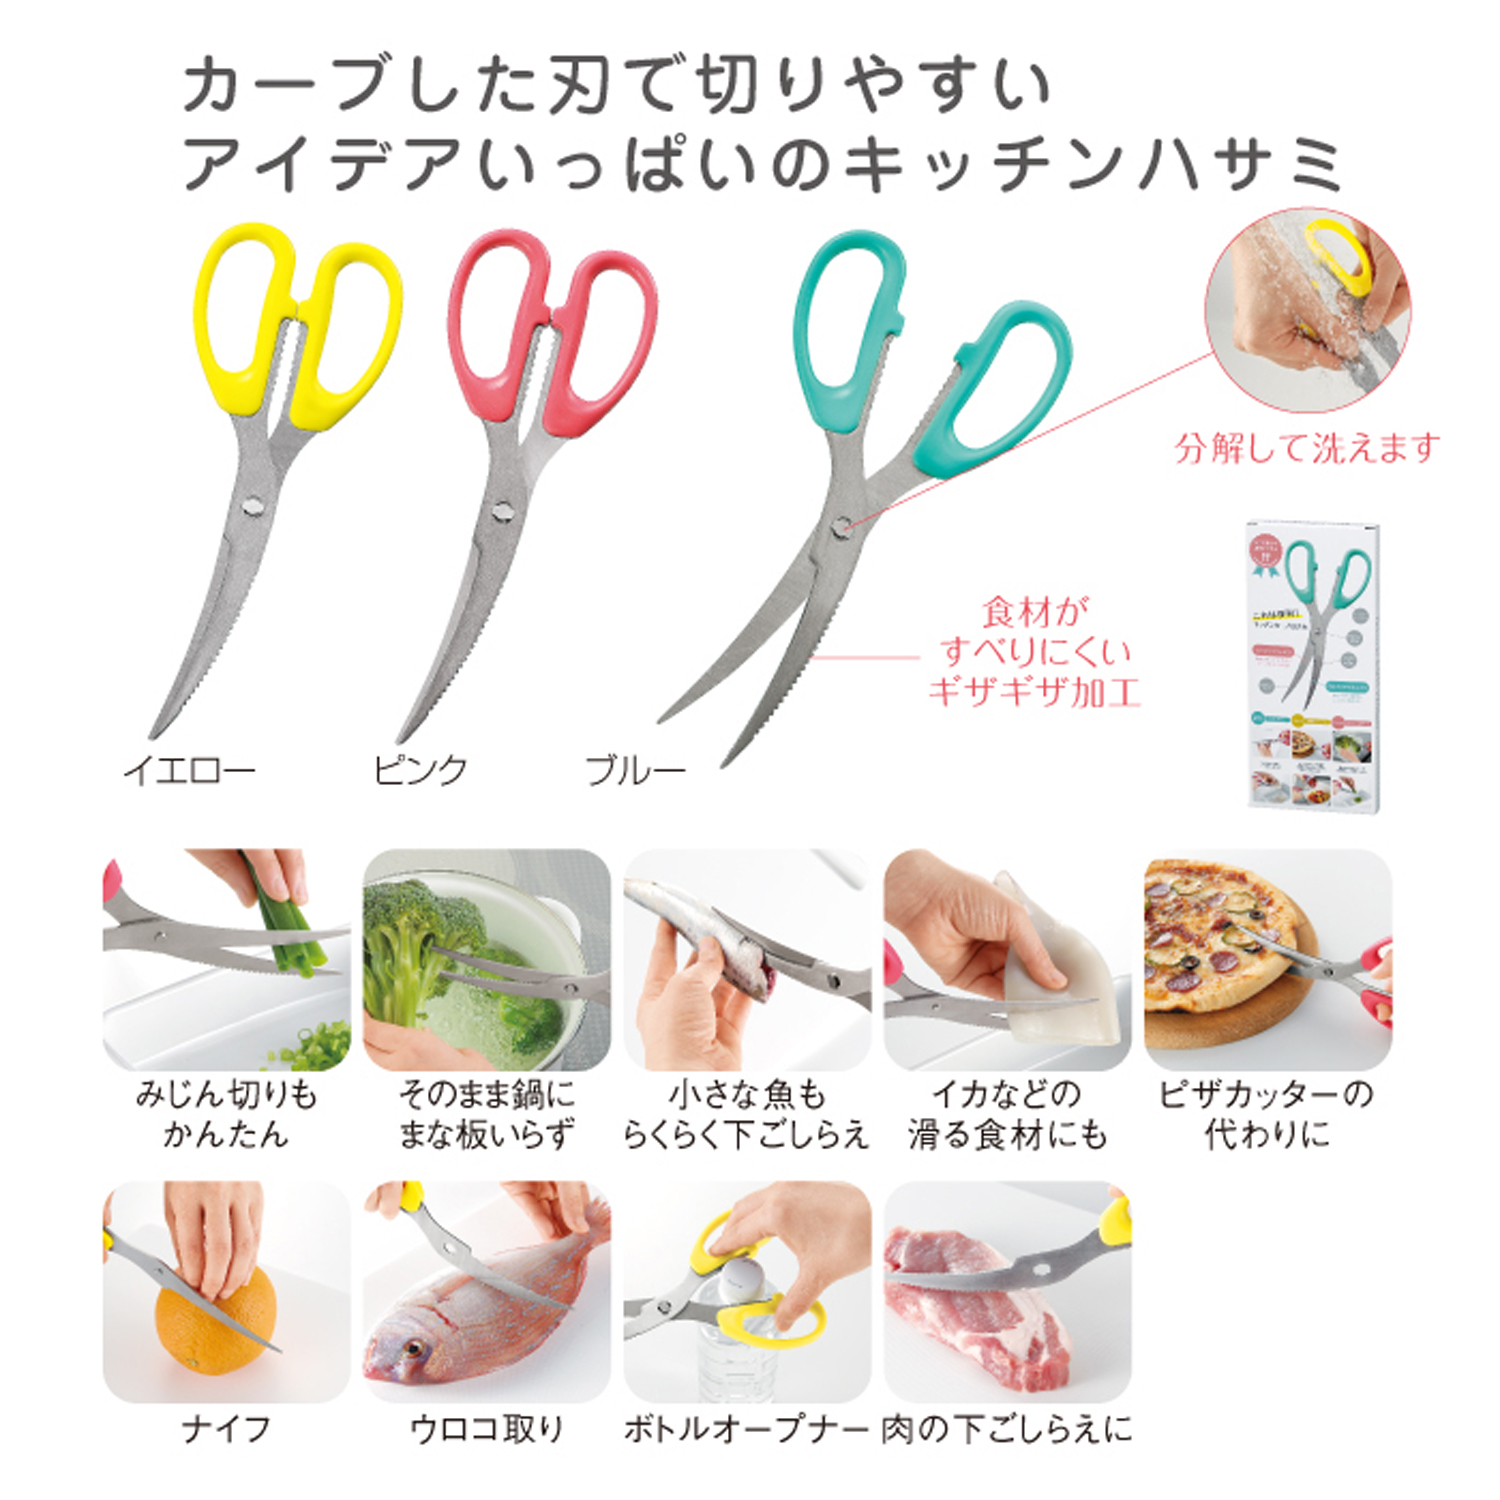 カーブした刃で切りやすい
アイデアいっぱいのキッチンハサミ
分解して洗えます
食材が
すべりにくい
ギザギザ加工
イエロー
ピンク
ブルー
みじん切りも
かんたん
そのまま鍋に
まな板いらず
小さな魚も
らくらく下ごしらえ
イカなどの
滑る食材にも
ピザカッターの
代わりに
ナイフ
ウロコ取り
ボトルオープナー
肉の下ごしらえに